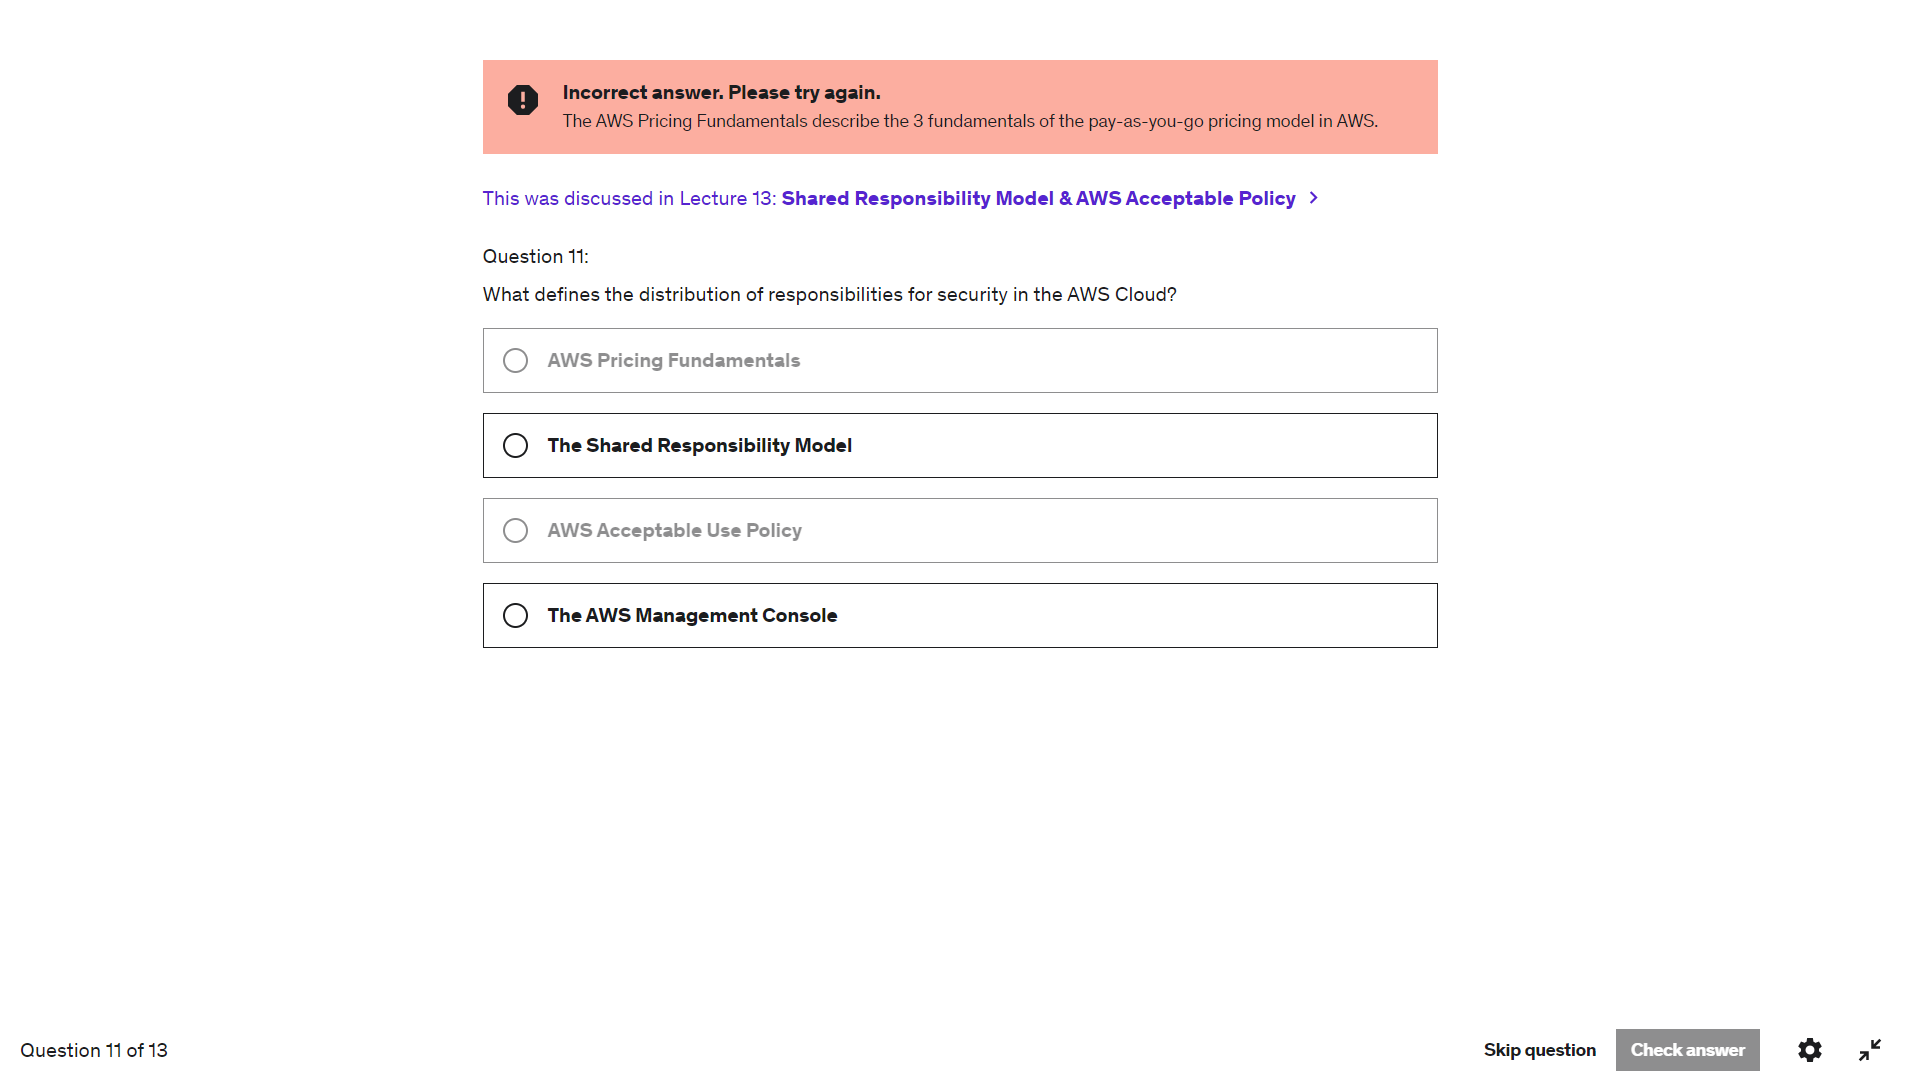 Incorrect answer. Please try again.
The AWS Pricing Fundamentals describe the 3 fundamentals of the pay-as-you-go pricing model in AWS.
This was discussed in Lecture 13: Shared Responsibility Model & AWS Acceptable Policy
Question 11:
What defines the distribution of responsibilities for security in the AWS Cloud?
AWS Pricing Fundamentals
The Shared Responsibility Model
AWS Acceptable Use Policy
The AWS Management Console
Question 11 of 13
Skip question
Check answer